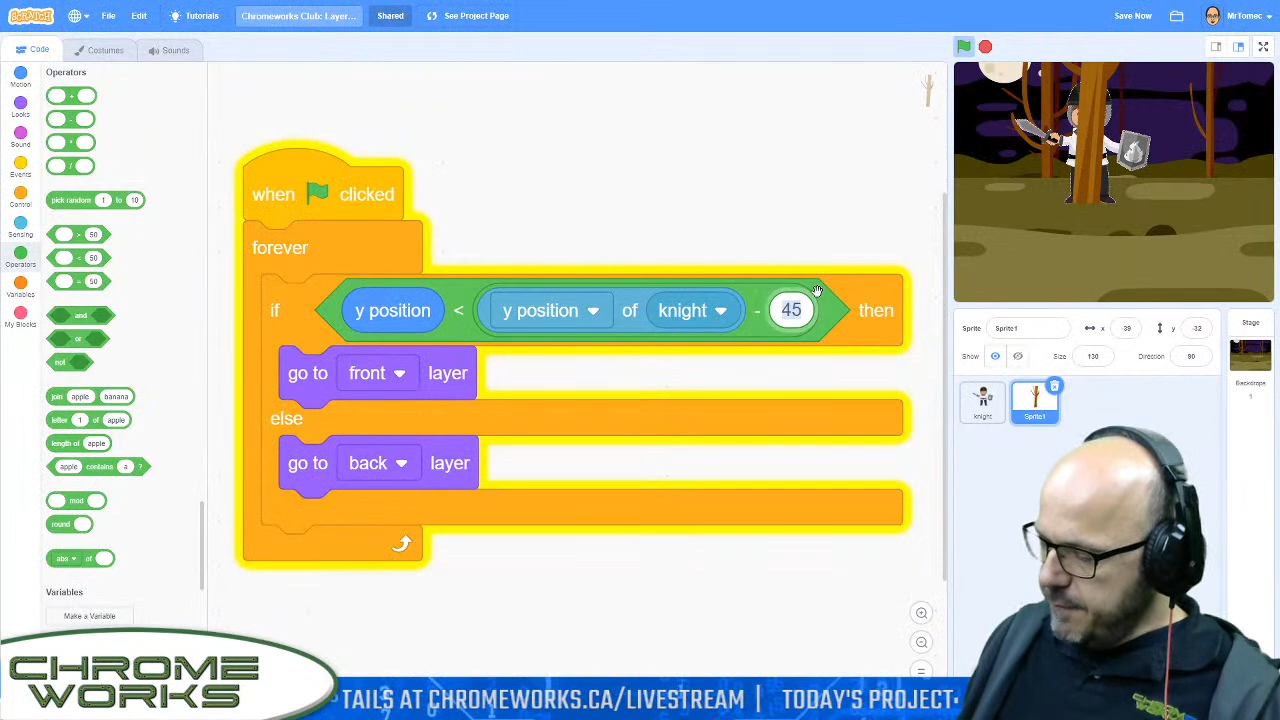 SCRATCH File Edit Tutorials Chromeworks Club: Layer... Shared See Project Page Save Now MrTomec
Code Costumes Sounds
Motion
Looks
Sound
Events
Control
Sensing
Operators
Variables
My Blocks
Operators
+
-
*
/
pick random 1 to 10
> 50
< 50
= 50
and
or
not
join apple banana
letter 1 of apple
length of apple
apple contains a ?
mod
round
abs of
Variables
Make a Variable
when clicked
forever
if y position < y position of knight - 45 then
go to front layer
else
go to back layer
Sprite Sprite1 x -39 y -32
Show Size 130 Direction 90
knight
Sprite1
Stage
Backdrops
1
CHROME
WORKS
TAILS AT CHROMEWORKS.CA/LIVESTREAM | TODAY'S PROJECT